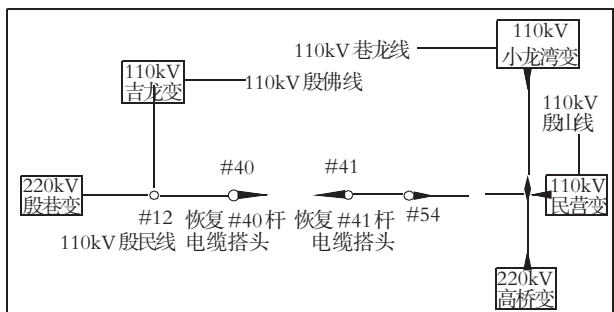 110kV 巷龙线
110kV
小龙湾变
110kV
吉龙变
110kV 殷佛线
110kV
殷山线
#40
#41
220kV
殷巷变
#12
恢复 #40 杆
电缆搭头
恢复 #41 杆
电缆搭头
#54
110kV
民营变
110kV 殷民线
220kV
高桥变